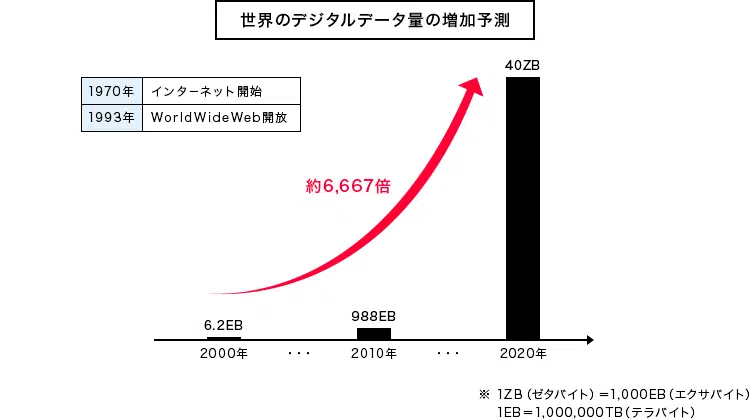 世界のデジタルデータ量の増加予測
40ZB
1970年 インターネット開始
1993年 WorldWideWeb開放
約6,667倍
988EB
6.2EB
2000年 ・・・ 2010年 ・・・ 2020年
※ 1ZB(ゼタバイト)=1,000EB(エクサバイト)
1EB=1,000,000TB(テラバイト)